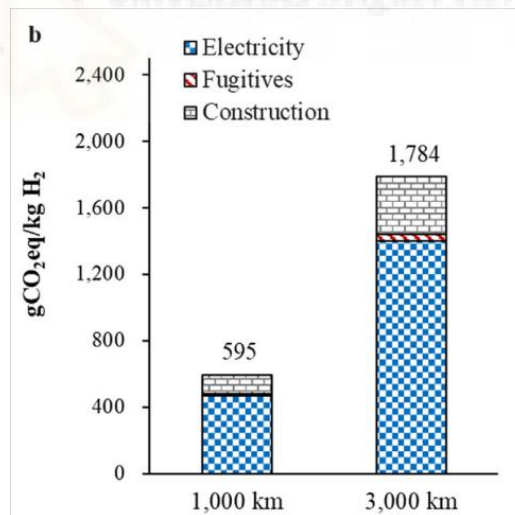 b
Electricity
Fugitives
Construction
gCO₂eq/kg H₂
2,400
2,000
1,600
1,200
800
400
0
595
1,784
1,000 km
3,000 km